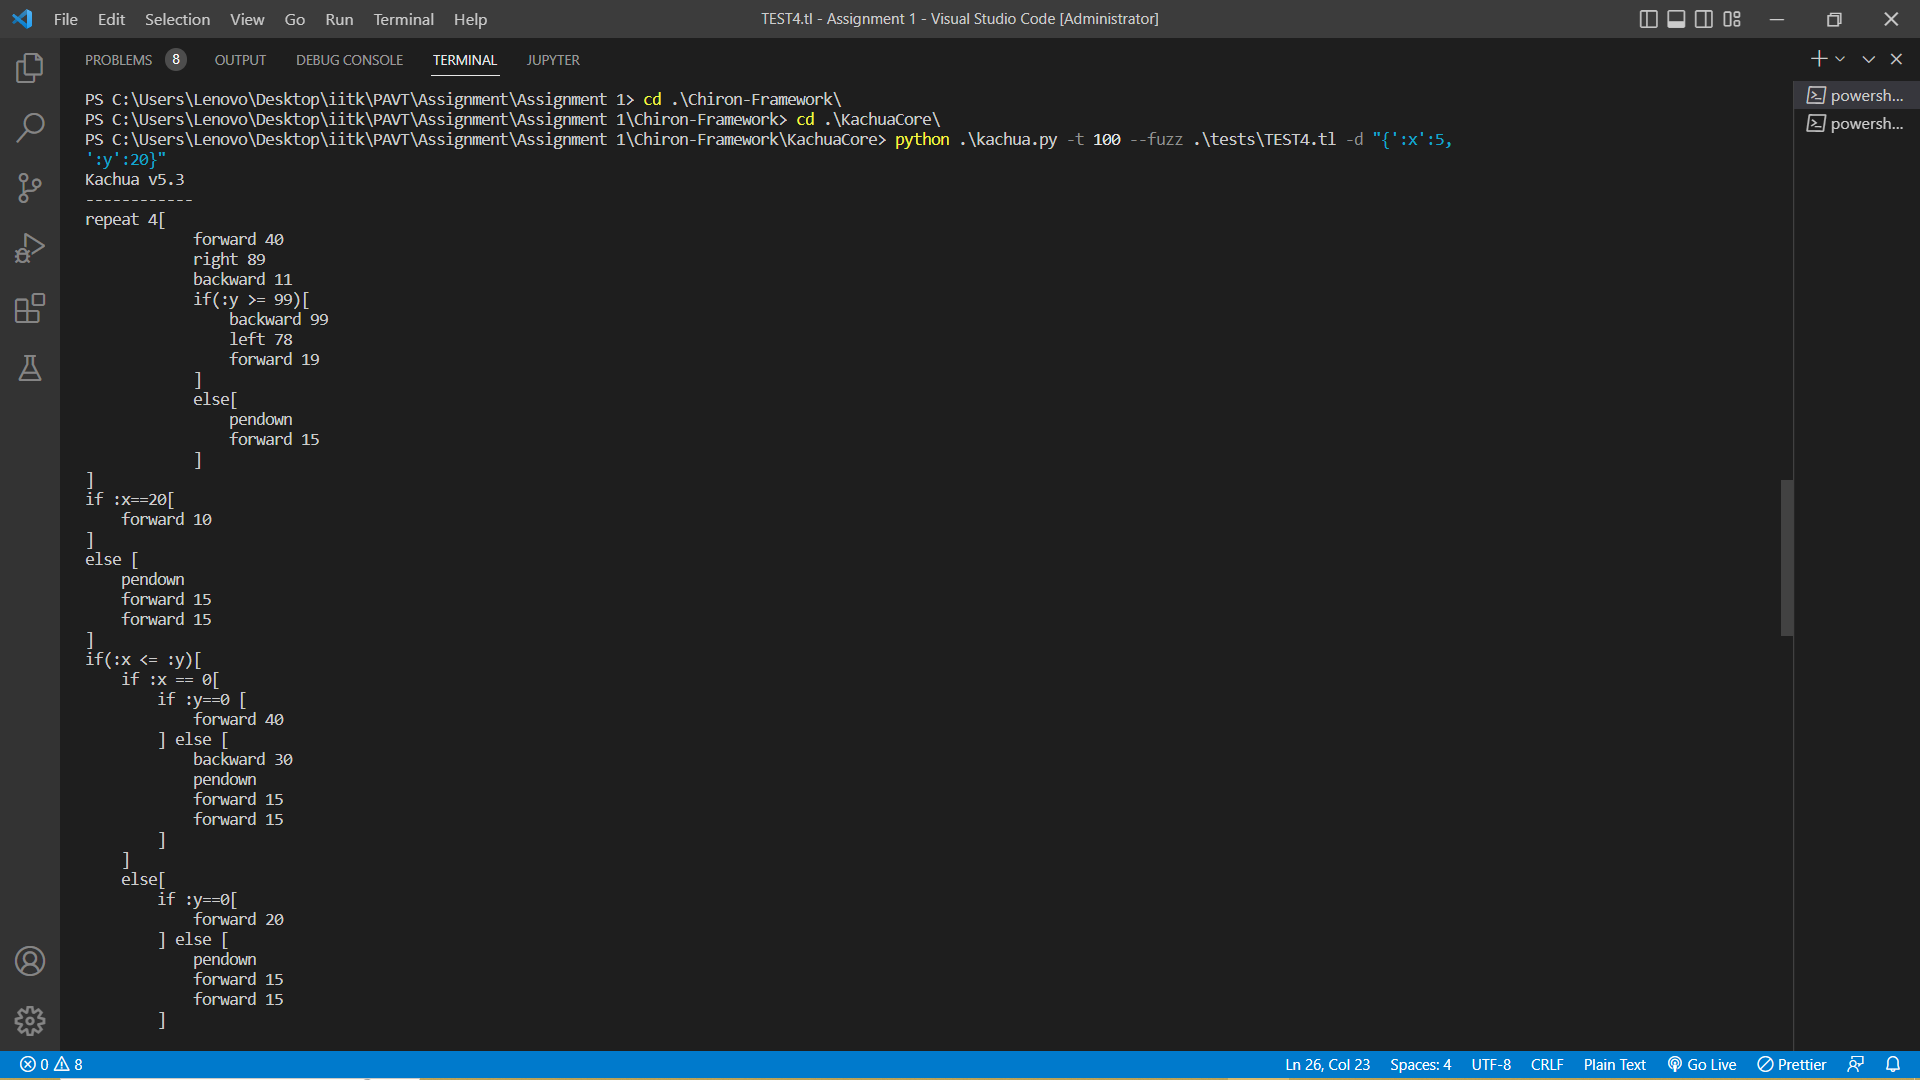 File Edit Selection View Go Run Terminal Help
TEST4.tl - Assignment 1 - Visual Studio Code [Administrator]
PROBLEMS 8 OUTPUT DEBUG CONSOLE TERMINAL JUPYTER
powersh...
powersh...
PS C:\Users\Lenovo\Desktop\iitk\PAVT\Assignment\Assignment 1> cd .\Chiron-Framework\
PS C:\Users\Lenovo\Desktop\iitk\PAVT\Assignment\Assignment 1\Chiron-Framework> cd .\KachuaCore\
PS C:\Users\Lenovo\Desktop\iitk\PAVT\Assignment\Assignment 1\Chiron-Framework\KachuaCore> python .\kachua.py -t 100 --fuzz .\tests\TEST4.tl -d "{':x':5,
':y':20}"
Kachua v5.3
------------
repeat 4[
            forward 40
            right 89
            backward 11
            if(:y >= 99)[
                backward 99
                left 78
                forward 19
            ]
            else[
                pendown
                forward 15
            ]
]
if :x==20[
    forward 10
]
else [
    pendown
    forward 15
    forward 15
]
if(:x <= :y)[
    if :x == 0[
        if :y==0 [
            forward 40
        ] else [
            backward 30
            pendown
            forward 15
            forward 15
        ]
    ]
    else[
        if :y==0[
            forward 20
        ] else [
            pendown
            forward 15
            forward 15
        ]
0 8 Ln 26, Col 23 Spaces: 4 UTF-8 CRLF Plain Text Go Live Prettier